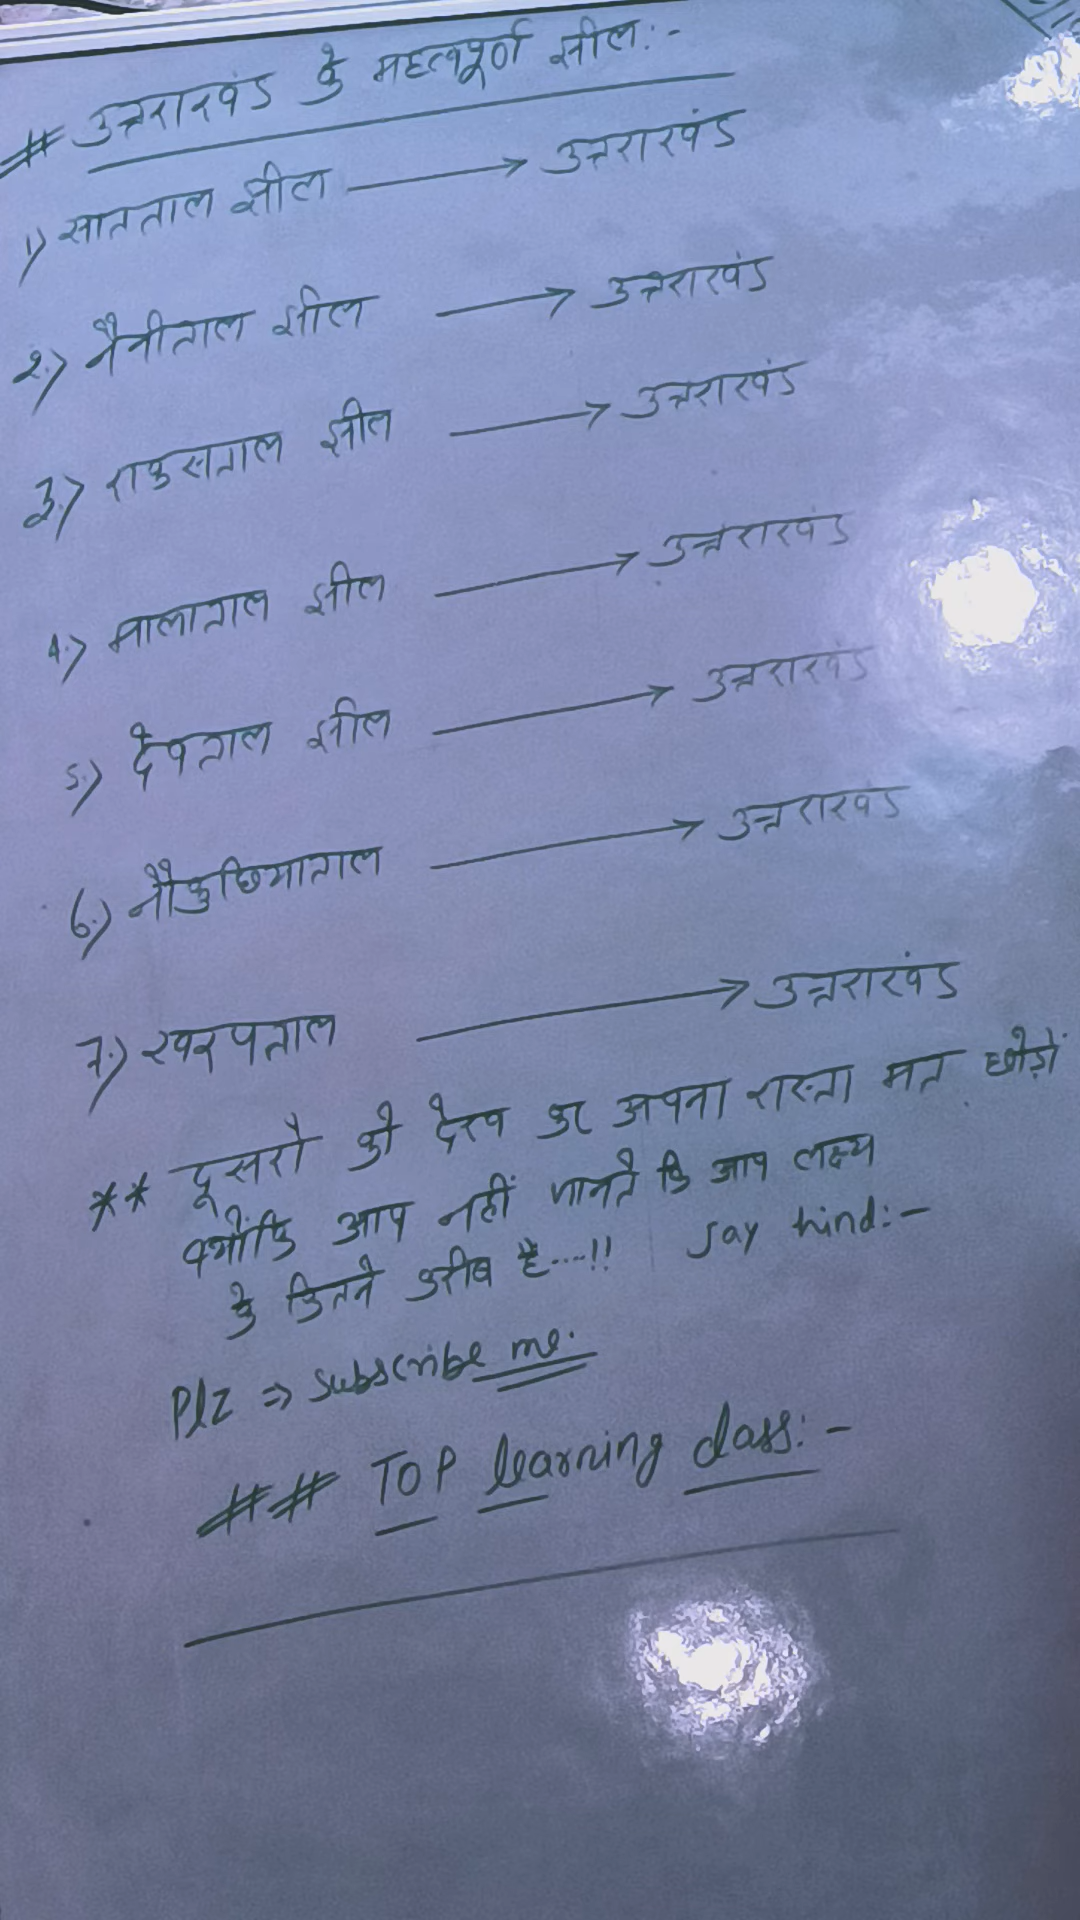 # उत्तराखंड के महत्वपूर्ण झील:-
1) सातताल झील → उत्तराखंड
2.) नैनीताल झील → उत्तराखंड
3.) राकसताल झील → उत्तराखंड
4.) मालाताल झील → उत्तराखंड
5.) देवताल झील → उत्तराखंड
6.) नौकुछियाताल → उत्तराखंड
7.) खुरपताल → उत्तराखंड
** दूसरों को देख कर अपना रास्ता मत छोड़ों
क्योंकि आप नहीं मानते कि आप लक्ष्य
के कितने करीब है....!! Jay hind:-
Plz ⇒ subscribe me.
## TOP learning class:-